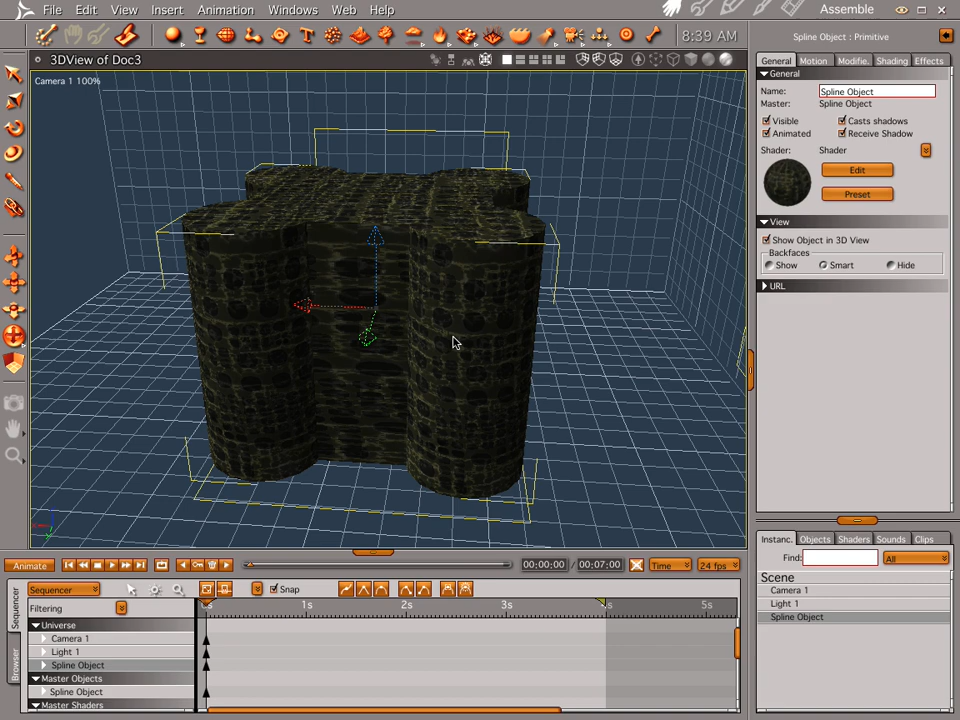 File Edit View Insert Animation Windows Web Help Assemble
8:39 AM
3DView of Doc3
Camera 1 100%
Spline Object : Primitive
General Motion Modifie. Shading Effects
General
Name: Spline Object
Master: Spline Object
Visible Casts shadows
Animated Receive Shadow
Shader: Shader
Edit
Preset
View
Show Object in 3D View
Backfaces
Show Smart Hide
URL
Animate 00:00;00 / 00:07;00 Time 24 fps
Sequencer Snap
Filtering
0s 1s 2s 3s 4s 5s
Universe
Camera 1
Light 1
Spline Object
Master Objects
Spline Object
Master Shaders
Sequencer
Browser
Instanc. Objects Shaders Sounds Clips
Find: All
Scene
Camera 1
Light 1
Spline Object